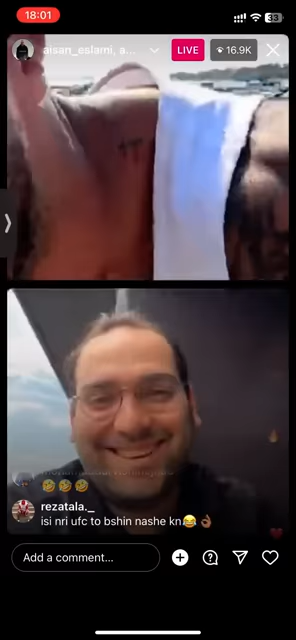 18:01
33
aisan_eslami, a...
LIVE
16.9K
🤣🤣🤣
rezatala._
isi nri ufc to bshin nashe kn😂👌🏽
Add a comment...